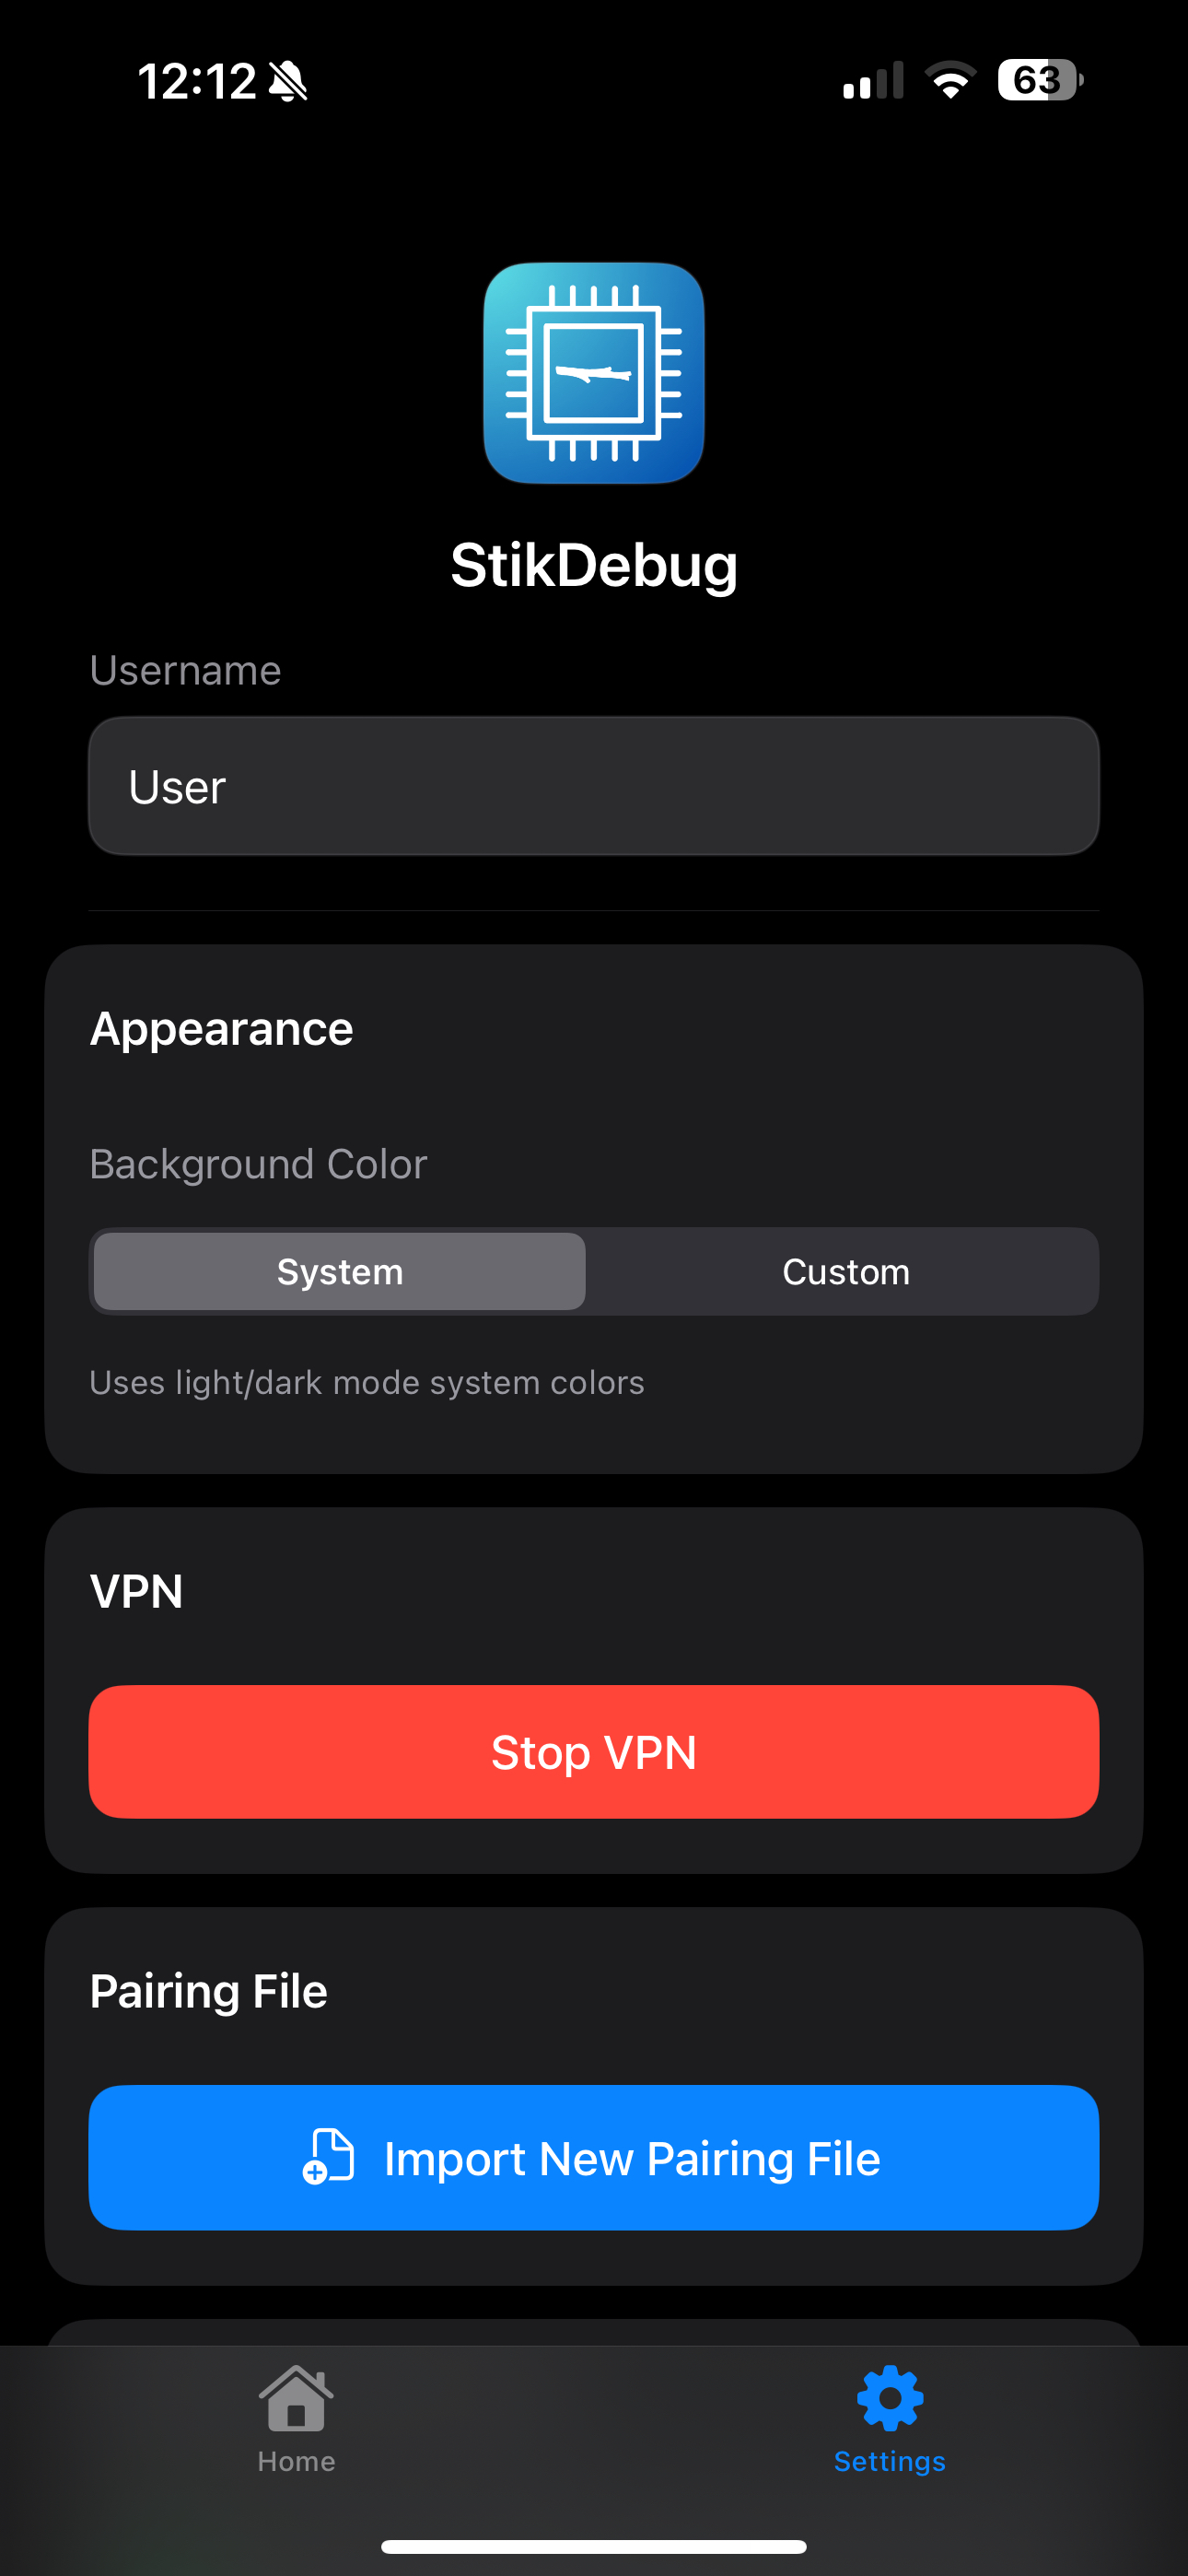 12:12
63
StikDebug
Username
User
Appearance
Background Color
System
Custom
Uses light/dark mode system colors
VPN
Stop VPN
Pairing File
Import New Pairing File
Home
Settings